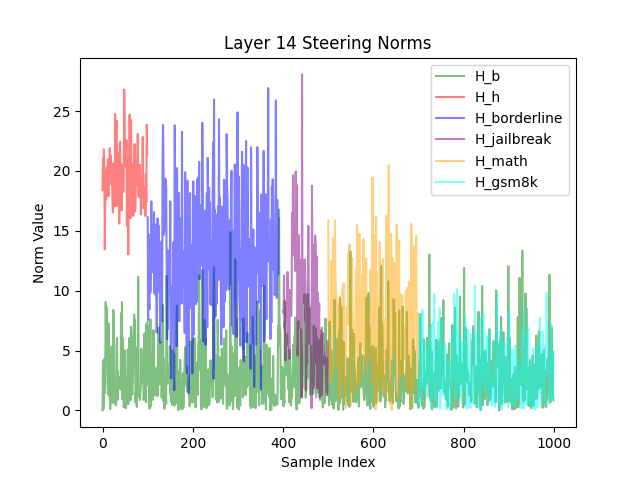 Layer 14 Steering Norms
H_b
H_h
H_borderline
H_jailbreak
H_math
H_gsm8k
Norm Value
25
20
15
10
5
0
0
200
400
600
800
1000
Sample Index